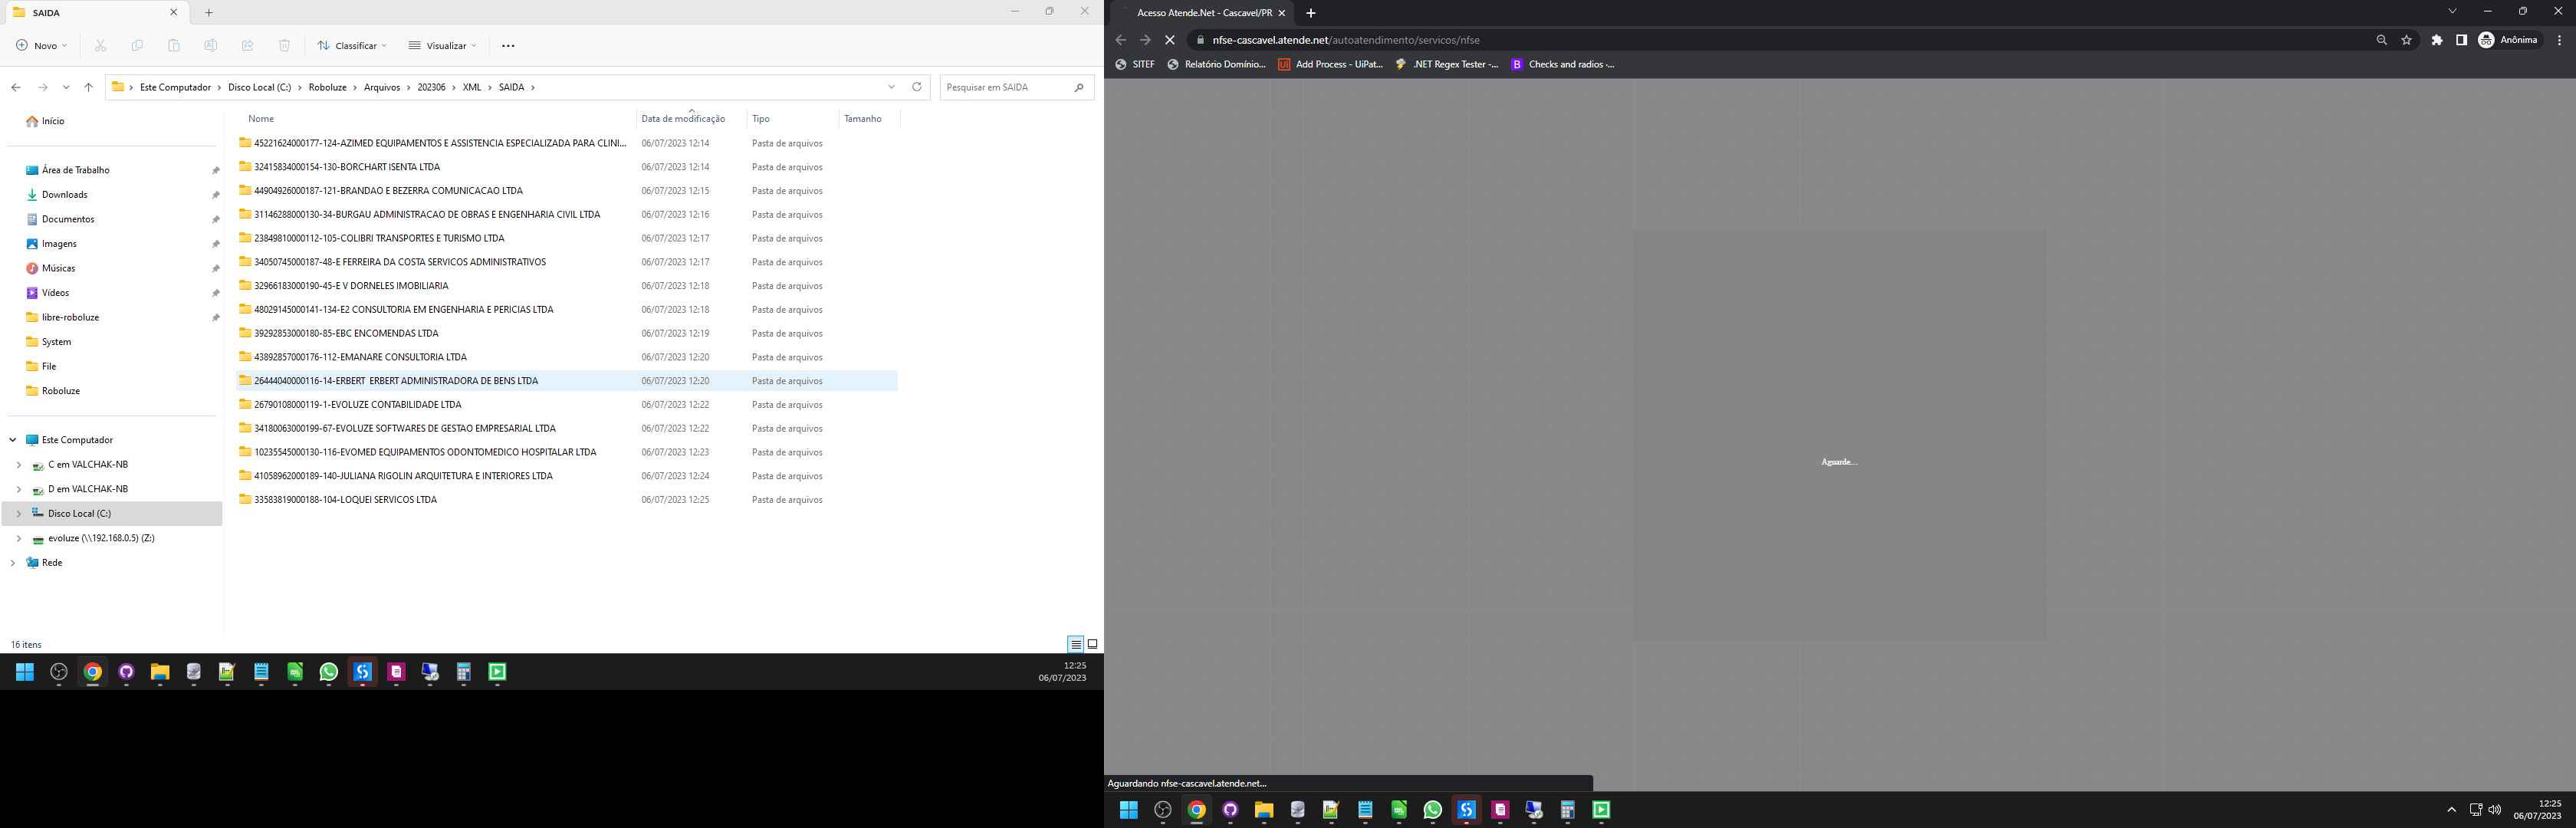 SAIDA
Novo
Classificar
Visualizar
Este Computador > Disco Local (C:) > Roboluze > Arquivos > 202306 > XML > SAIDA >
Pesquisar em SAIDA
Início
Área de Trabalho
Downloads
Documentos
Imagens
Músicas
Vídeos
libre-roboluze
System
File
Roboluze
Este Computador
C em VALCHAK-NB
D em VALCHAK-NB
Disco Local (C:)
evoluze (\\192.168.0.5) (Z:)
Rede
Nome Data de modificação Tipo Tamanho
45221624000177-124-AZIMED EQUIPAMENTOS E ASSISTENCIA ESPECIALIZADA PARA CLINI... 06/07/2023 12:14 Pasta de arquivos
32415834000154-130-BORCHART ISENTA LTDA 06/07/2023 12:14 Pasta de arquivos
44904926000187-121-BRANDAO E BEZERRA COMUNICACAO LTDA 06/07/2023 12:15 Pasta de arquivos
31146288000130-34-BURGAU ADMINISTRACAO DE OBRAS E ENGENHARIA CIVIL LTDA 06/07/2023 12:16 Pasta de arquivos
23849810000112-105-COLIBRI TRANSPORTES E TURISMO LTDA 06/07/2023 12:17 Pasta de arquivos
34050745000187-48-E FERREIRA DA COSTA SERVICOS ADMINISTRATIVOS 06/07/2023 12:17 Pasta de arquivos
32966183000190-45-E V DORNELES IMOBILIARIA 06/07/2023 12:18 Pasta de arquivos
48029145000141-134-E2 CONSULTORIA EM ENGENHARIA E PERICIAS LTDA 06/07/2023 12:18 Pasta de arquivos
39292853000180-85-EBC ENCOMENDAS LTDA 06/07/2023 12:19 Pasta de arquivos
43892857000176-112-EMANARE CONSULTORIA LTDA 06/07/2023 12:20 Pasta de arquivos
26444040000116-14-ERBERT  ERBERT ADMINISTRADORA DE BENS LTDA 06/07/2023 12:20 Pasta de arquivos
26790108000119-1-EVOLUZE CONTABILIDADE LTDA 06/07/2023 12:22 Pasta de arquivos
34180063000199-67-EVOLUZE SOFTWARES DE GESTAO EMPRESARIAL LTDA 06/07/2023 12:22 Pasta de arquivos
10235545000130-116-EVOMED EQUIPAMENTOS ODONTOMEDICO HOSPITALAR LTDA 06/07/2023 12:23 Pasta de arquivos
41058962000189-140-JULIANA RIGOLIN ARQUITETURA E INTERIORES LTDA 06/07/2023 12:24 Pasta de arquivos
33583819000188-104-LOQUEI SERVICOS LTDA 06/07/2023 12:25 Pasta de arquivos
16 itens
12:25
06/07/2023
Acesso Atende.Net - Cascavel/PR
nfse-cascavel.atende.net/autoatendimento/servicos/nfse
Anônima
SITEF
Relatório Domínio...
Add Process - UiPat...
.NET Regex Tester -...
Checks and radios ·...
Aguarde...
Aguardando nfse-cascavel.atende.net...
12:25
06/07/2023